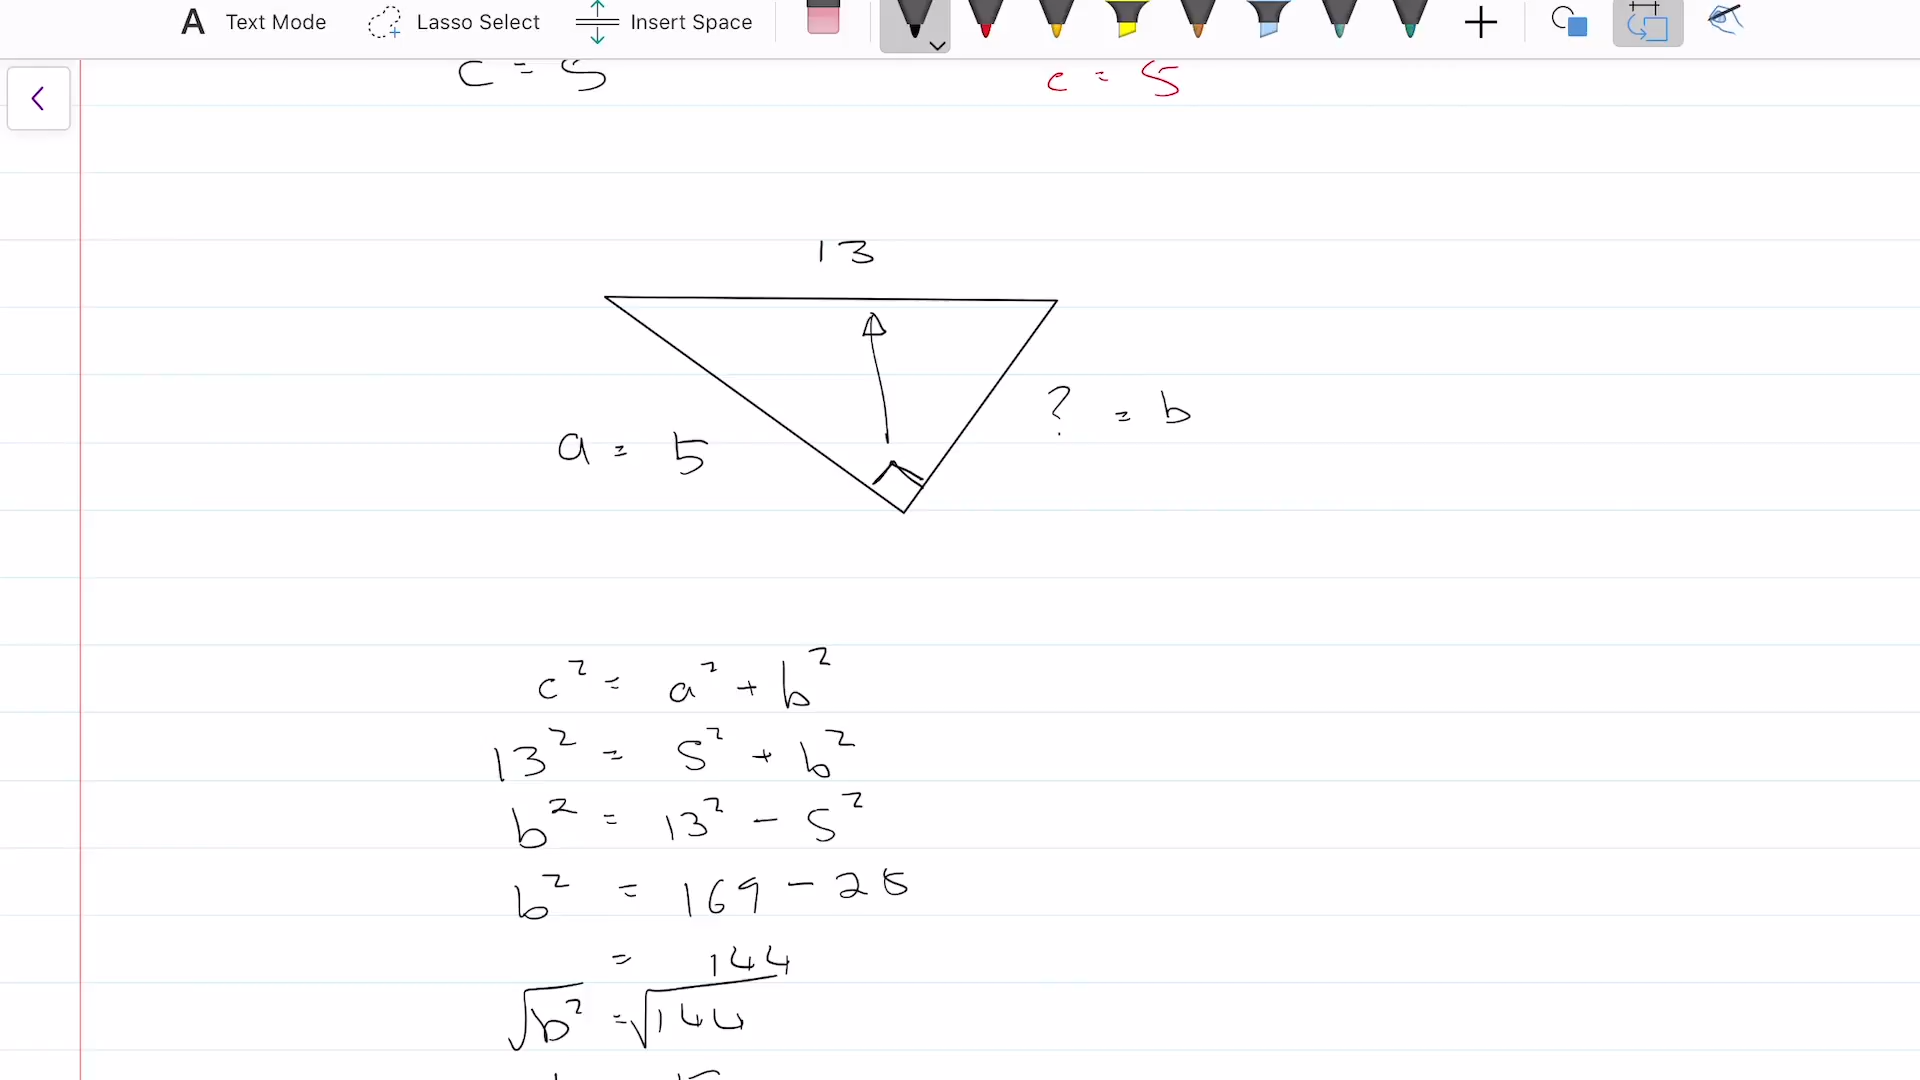 A Text Mode Lasso Select Insert Space
c = 5 c = 5
13
? = b
a = 5
c² = a² + b²
13² = 5² + b²
b² = 13² - 5²
b² = 169 - 25
= 144
√b² = √144